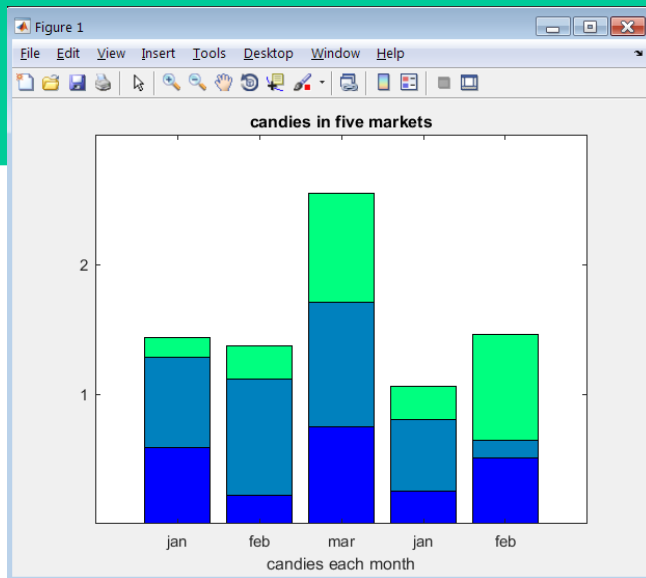 Figure 1
File Edit View Insert Tools Desktop Window Help
candies in five markets
2
1
jan feb mar jan feb
candies each month